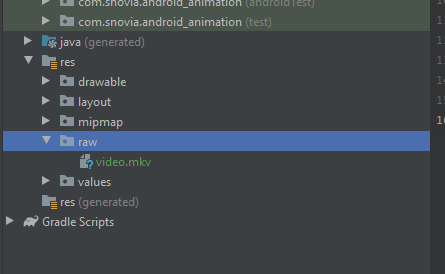 com.snovia.android_animation (androidTest)
com.snovia.android_animation (test)
java (generated)
res
drawable
layout
mipmap
raw
video.mkv
values
res (generated)
Gradle Scripts